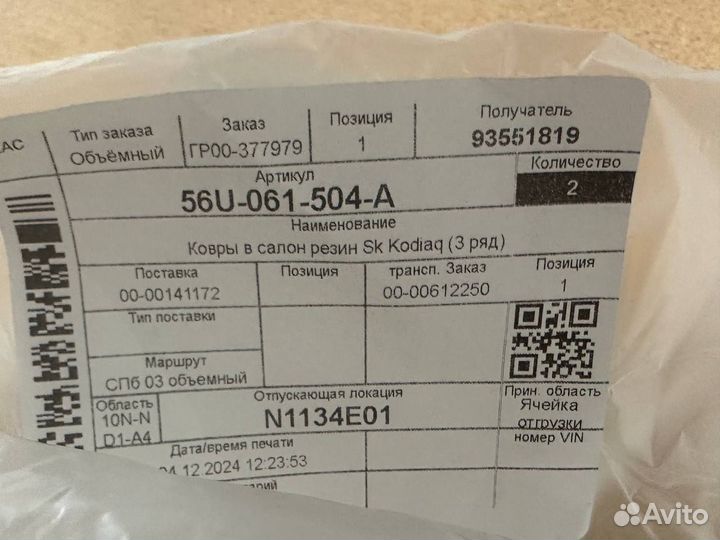 Тип заказа
Объёмный
Заказ
ГР00-377979
Позиция
1
Получатель
93551819
Артикул
56U-061-504-A
Количество
2
Наименование
Ковры в салон резин Sk Kodiaq (3 ряд)
Поставка
00-00141172
Позиция
трансп. Заказ
00-00612250
Позиция
1
Тип поставки
Маршрут
СПб 03 объемный
Область
10N-N
D1-A4
Отпускающая локация
N1134E01
Прин. область
Ячейка
отгрузки
номер VIN
Дата/время печати
04.12.2024 12:23:53
Avito